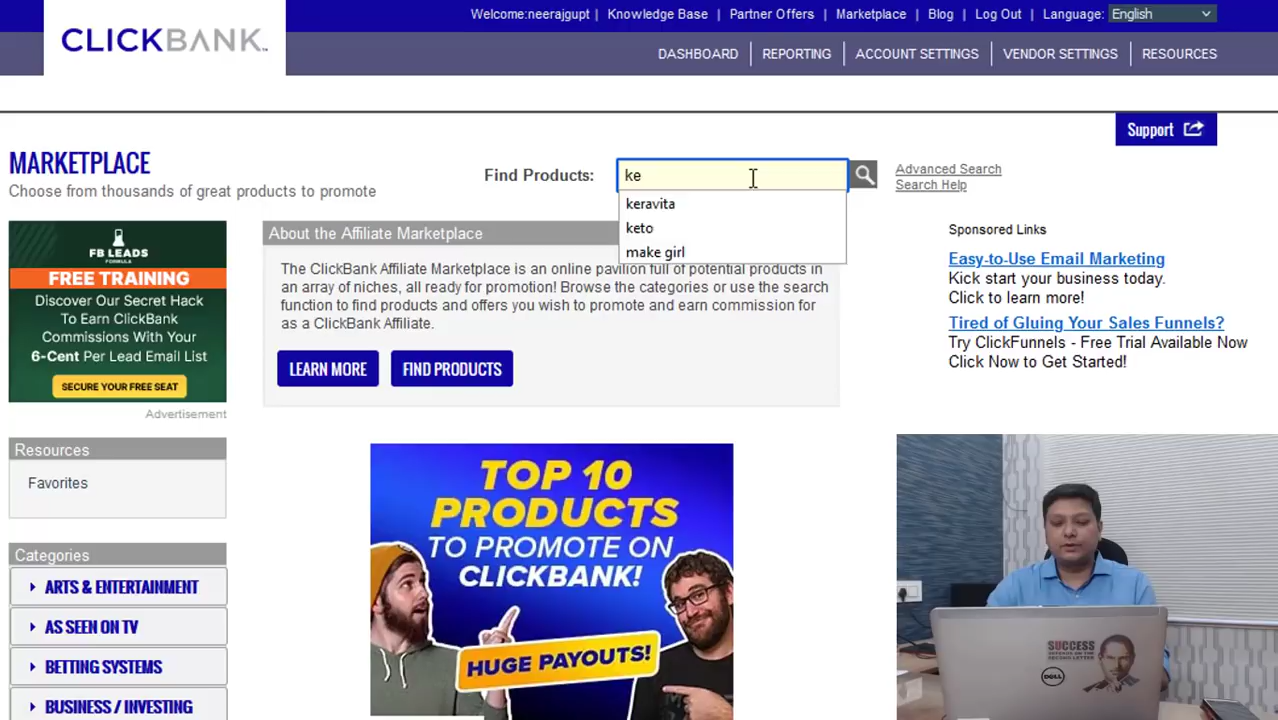 Welcome:neerajgupt | Knowledge Base | Partner Offers | Marketplace | Blog | Log Out | Language: English
CLICKBANK
DASHBOARD | REPORTING | ACCOUNT SETTINGS | VENDOR SETTINGS | RESOURCES
Support
MARKETPLACE
Choose from thousands of great products to promote
Find Products: ke
Advanced Search
Search Help
keravita
keto
make girl
FB LEADS
FORMULA
FREE TRAINING
Discover Our Secret Hack
To Earn ClickBank
Commissions With Your
6-Cent Per Lead Email List
SECURE YOUR FREE SEAT
Advertisement
About the Affiliate Marketplace
The ClickBank Affiliate Marketplace is an online pavilion full of potential products in
an array of niches, all ready for promotion! Browse the categories or use the search
function to find products and offers you wish to promote and earn commission for
as a ClickBank Affiliate.
LEARN MORE
FIND PRODUCTS
Sponsored Links
Easy-to-Use Email Marketing
Kick start your business today.
Click to learn more!
Tired of Gluing Your Sales Funnels?
Try ClickFunnels - Free Trial Available Now
Click Now to Get Started!
Resources
Favorites
Categories
ARTS & ENTERTAINMENT
AS SEEN ON TV
BETTING SYSTEMS
BUSINESS / INVESTING
TOP 10
PRODUCTS
TO PROMOTE ON
CLICKBANK!
HUGE PAYOUTS!
SUCCESS
DELL